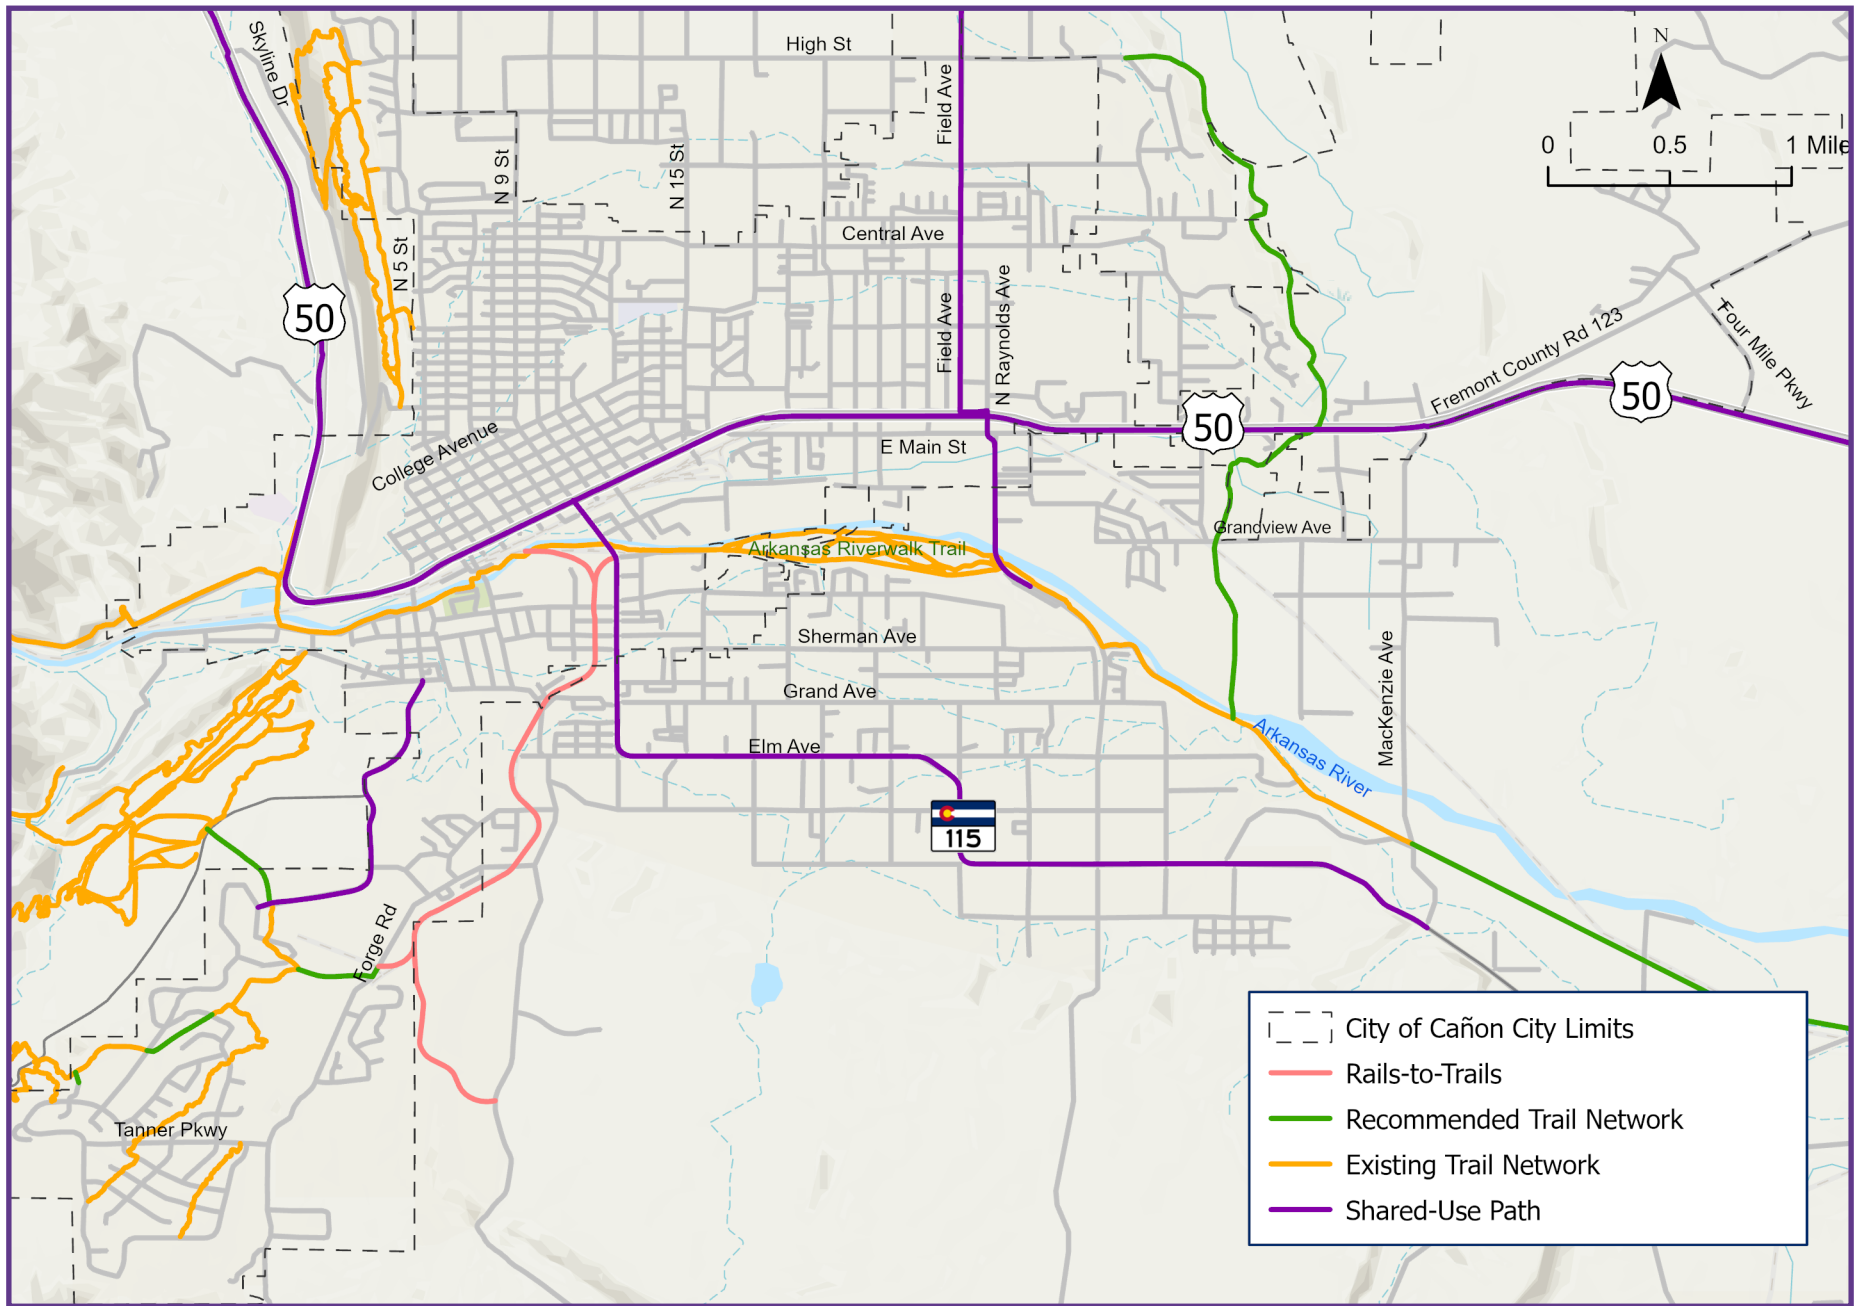 High St
N
Skyline Dr
Field Ave
0 0.5 1 Mile
N 9 St
N 15 St
Central Ave
N 5 St
50
Field Ave
N Raynolds Ave
Fremont County Rd 123
Four Mile Pkwy
50
50
College Avenue
E Main St
Grandview Ave
Arkansas Riverwalk Trail
Sherman Ave
Grand Ave
MacKenzie Ave
Elm Ave
Arkansas River
115
Forge Rd
Tanner Pkwy
City of Cañon City Limits
Rails-to-Trails
Recommended Trail Network
Existing Trail Network
Shared-Use Path